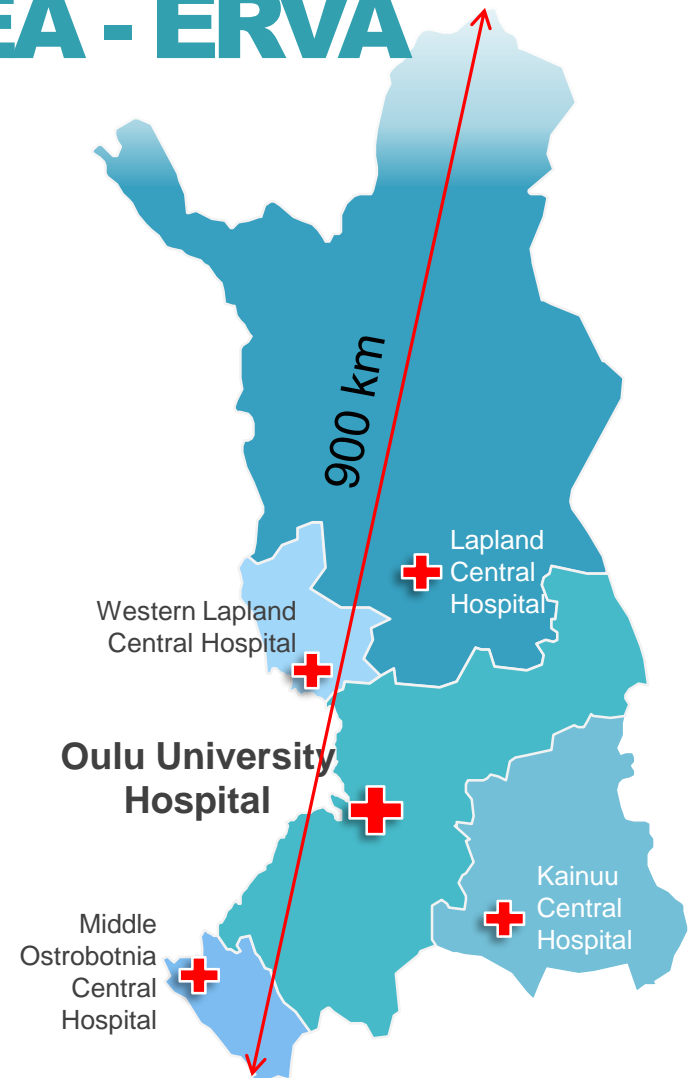 EA - ERVA
900 km
Lapland
Central
Hospital
Western Lapland
Central Hospital
Oulu University
Hospital
Kainuu
Central
Hospital
Middle
Ostrobotnia
Central
Hospital